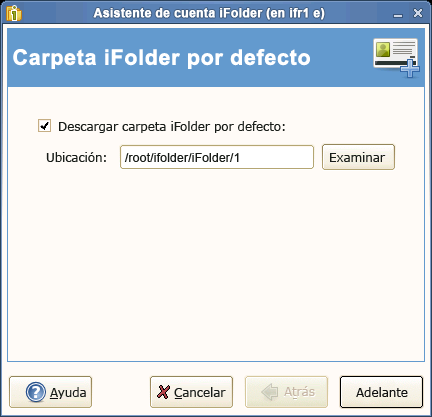 Asistente de cuenta iFolder (en ifr1 e)
Carpeta iFolder por defecto
Descargar carpeta iFolder por defecto:
Ubicación: /root/ifolder/iFolder/1 Examinar
Ayuda Cancelar Atrás Adelante